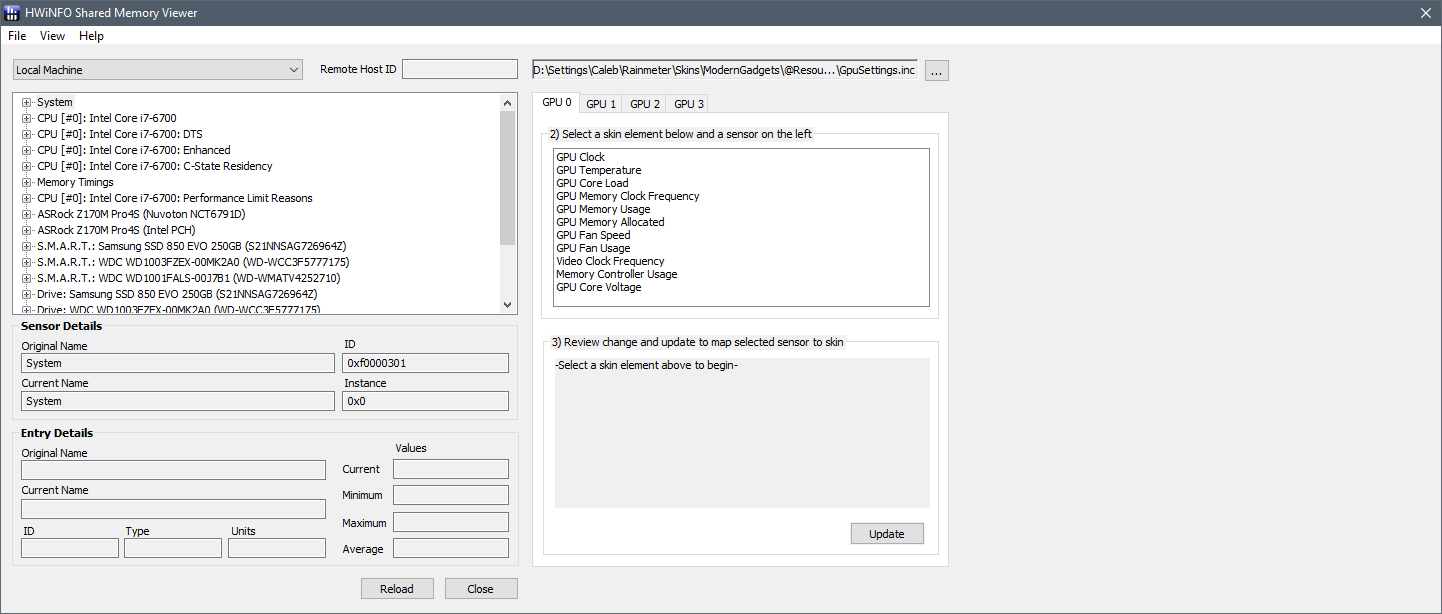 HWiNFO Shared Memory Viewer
File View Help
Local Machine
Remote Host ID
D:\Settings\Caleb\Rainmeter\Skins\ModernGadgets\@Resou...\GpuSettings.inc
...
System
CPU [#0]: Intel Core i7-6700
CPU [#0]: Intel Core i7-6700: DTS
CPU [#0]: Intel Core i7-6700: Enhanced
CPU [#0]: Intel Core i7-6700: C-State Residency
Memory Timings
CPU [#0]: Intel Core i7-6700: Performance Limit Reasons
ASRock Z170M Pro4S (Nuvoton NCT6791D)
ASRock Z170M Pro4S (Intel PCH)
S.M.A.R.T.: Samsung SSD 850 EVO 250GB (S21NNSAG726964Z)
S.M.A.R.T.: WDC WD1003FZEX-00MK2A0 (WD-WCC3F5777175)
S.M.A.R.T.: WDC WD1001FALS-00J7B1 (WD-WMATV4252710)
Drive: Samsung SSD 850 EVO 250GB (S21NNSAG726964Z)
Drive: WDC WD1003FZEX-00MK2A0 (WD-WCC3F5777175)
Sensor Details
Original Name
ID
System
0xf0000301
Current Name
Instance
System
0x0
Entry Details
Original Name
Current Name
ID
Type
Units
Values
Current
Minimum
Maximum
Average
Reload
Close
GPU 0
GPU 1
GPU 2
GPU 3
2) Select a skin element below and a sensor on the left
GPU Clock
GPU Temperature
GPU Core Load
GPU Memory Clock Frequency
GPU Memory Usage
GPU Memory Allocated
GPU Fan Speed
GPU Fan Usage
Video Clock Frequency
Memory Controller Usage
GPU Core Voltage
3) Review change and update to map selected sensor to skin
-Select a skin element above to begin-
Update